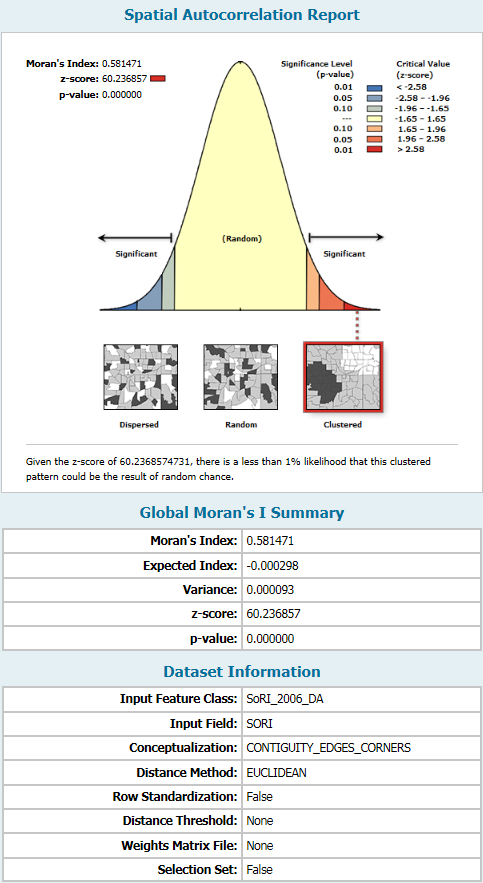 Spatial Autocorrelation Report
Moran's Index: 0.581471
z-score: 60.236857
p-value: 0.000000
Significance Level
(p-value)
Critical Value
(z-score)
0.01 < -2.58
0.05 -2.58 – -1.96
0.10 -1.96 – -1.65
--- -1.65 – 1.65
0.10 1.65 – 1.96
0.05 1.96 – 2.58
0.01 > 2.58
(Random)
Significant
Significant
Dispersed
Random
Clustered
Given the z-score of 60.2368574731, there is a less than 1% likelihood that this clustered
pattern could be the result of random chance.
Global Moran's I Summary
Moran's Index: 0.581471
Expected Index: -0.000298
Variance: 0.000093
z-score: 60.236857
p-value: 0.000000
Dataset Information
Input Feature Class: SoRI_2006_DA
Input Field: SORI
Conceptualization: CONTIGUITY_EDGES_CORNERS
Distance Method: EUCLIDEAN
Row Standardization: False
Distance Threshold: None
Weights Matrix File: None
Selection Set: False